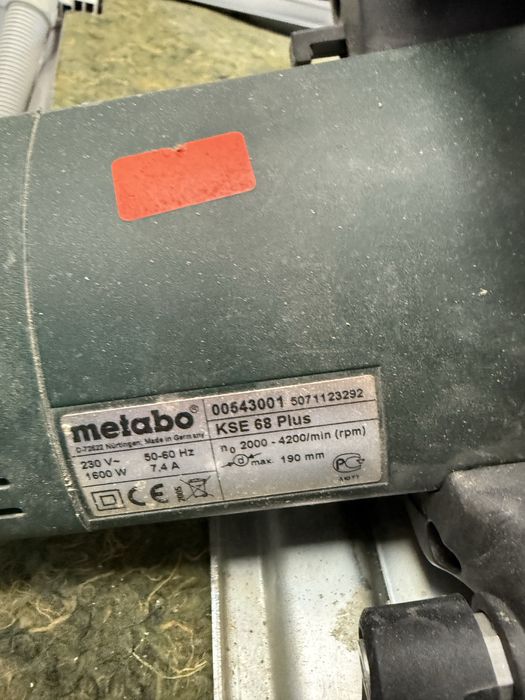 metabo®
D-72622 Nürtingen, Made in Germany
230 V~ 50-60 Hz
1600 W 7.4 A
CE
00543001 5071123292
KSE 68 Plus
n₀ 2000 - 4200/min (rpm)
d max. 190 mm